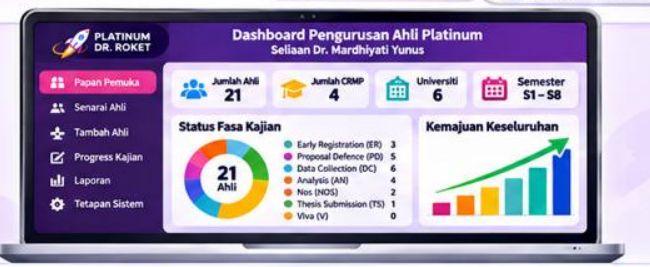 PLATINUM
DR. ROKET
Dashboard Pengurusan Ahli Platinum
Seliaan Dr. Mardhiyati Yunus
Papan Pemuka
Senarai Ahli
Tambah Ahli
Progress Kajian
Laporan
Tetapan Sistem
Jumlah Ahli
21
Jumlah CRMP
4
Universiti
6
Semester
S1 – S8
Status Fasa Kajian
21
Ahli
Early Registration (ER) 3
Proposal Defence (PD) 5
Data Collection (DC) 6
Analysis (AN) 4
Nos (NOS) 2
Thesis Submission (TS) 1
Viva (V) 0
Kemajuan Keseluruhan